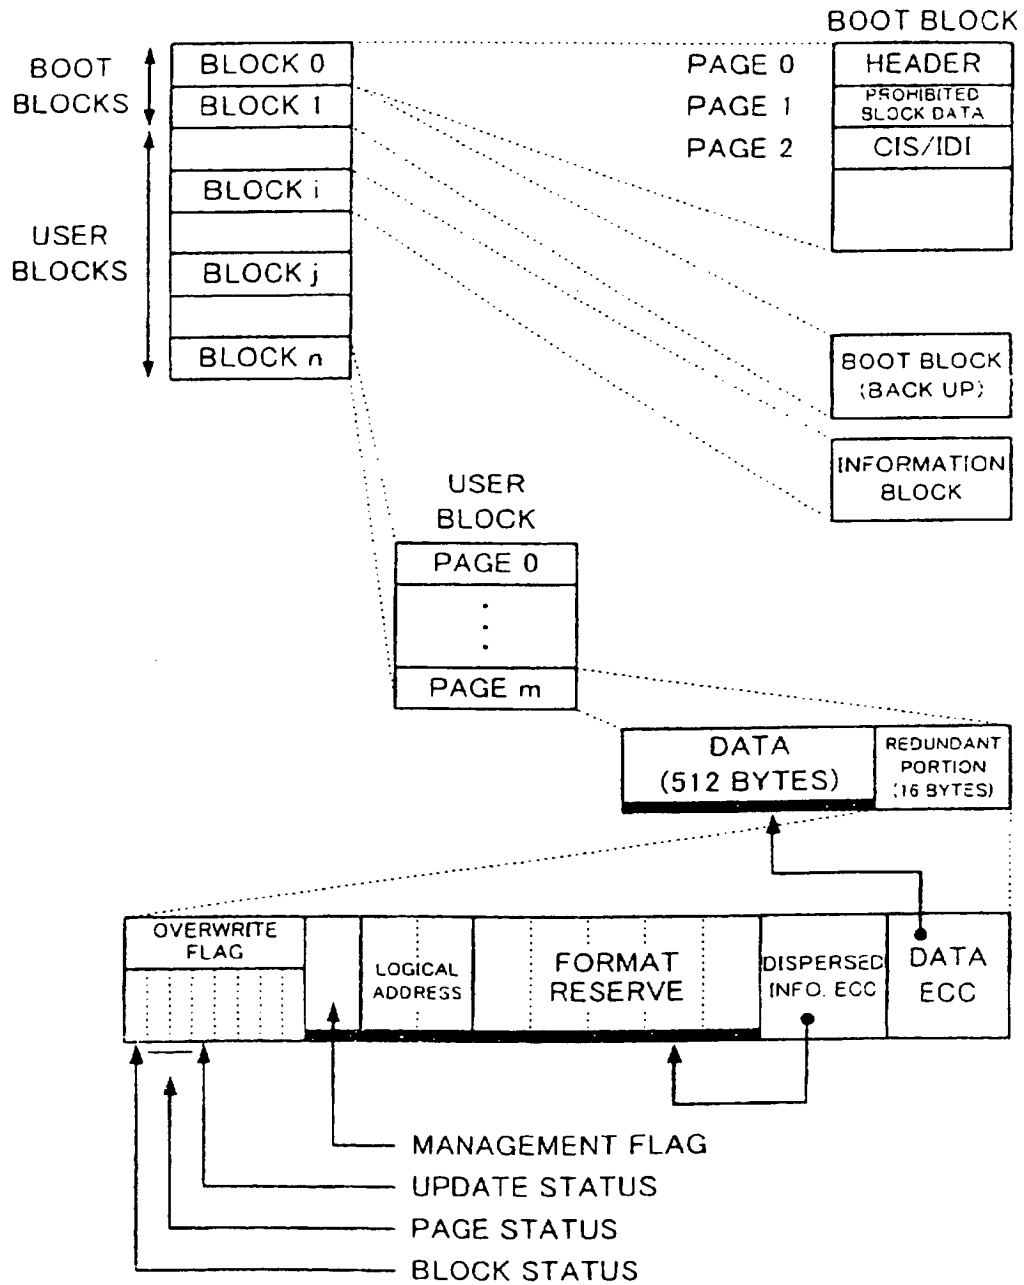 BOOT BLOCK
BOOT
BLOCKS
BLOCK 0
BLOCK 1
PAGE 0
HEADER
PAGE 1
PROHIBITED
BLOCK DATA
PAGE 2
CIS/IDI
USER
BLOCKS
BLOCK i
BLOCK j
BLOCK n
BOOT BLOCK
(BACK UP)
INFORMATION
BLOCK
USER
BLOCK
PAGE 0
PAGE m
DATA
(512 BYTES)
REDUNDANT
PORTION
(16 BYTES)
OVERWRITE
FLAG
LOGICAL
ADDRESS
FORMAT
RESERVE
DISPERSED
INFO. ECC
DATA
ECC
MANAGEMENT FLAG
UPDATE STATUS
PAGE STATUS
BLOCK STATUS